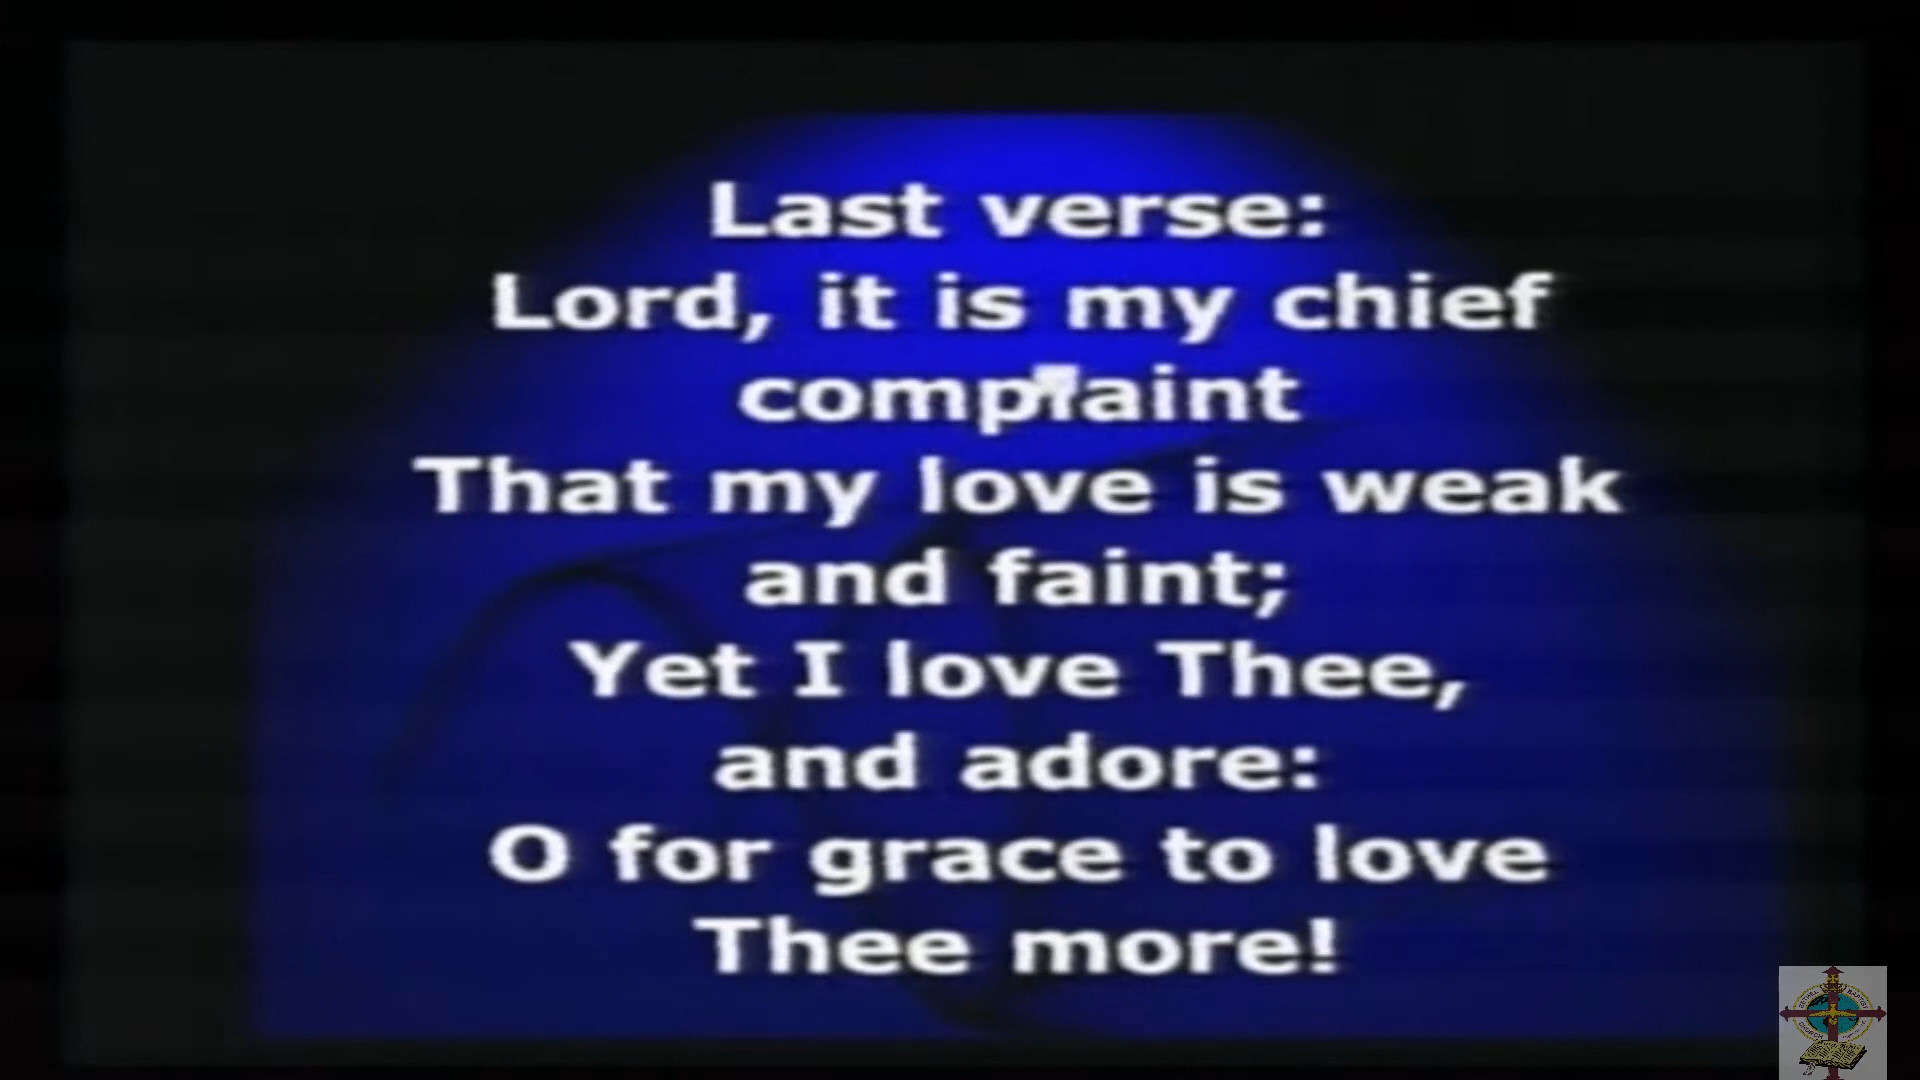 Last verse:
Lord, it is my chief
complaint
That my love is weak
and faint;
Yet I love Thee,
and adore:
O for grace to love
Thee more!